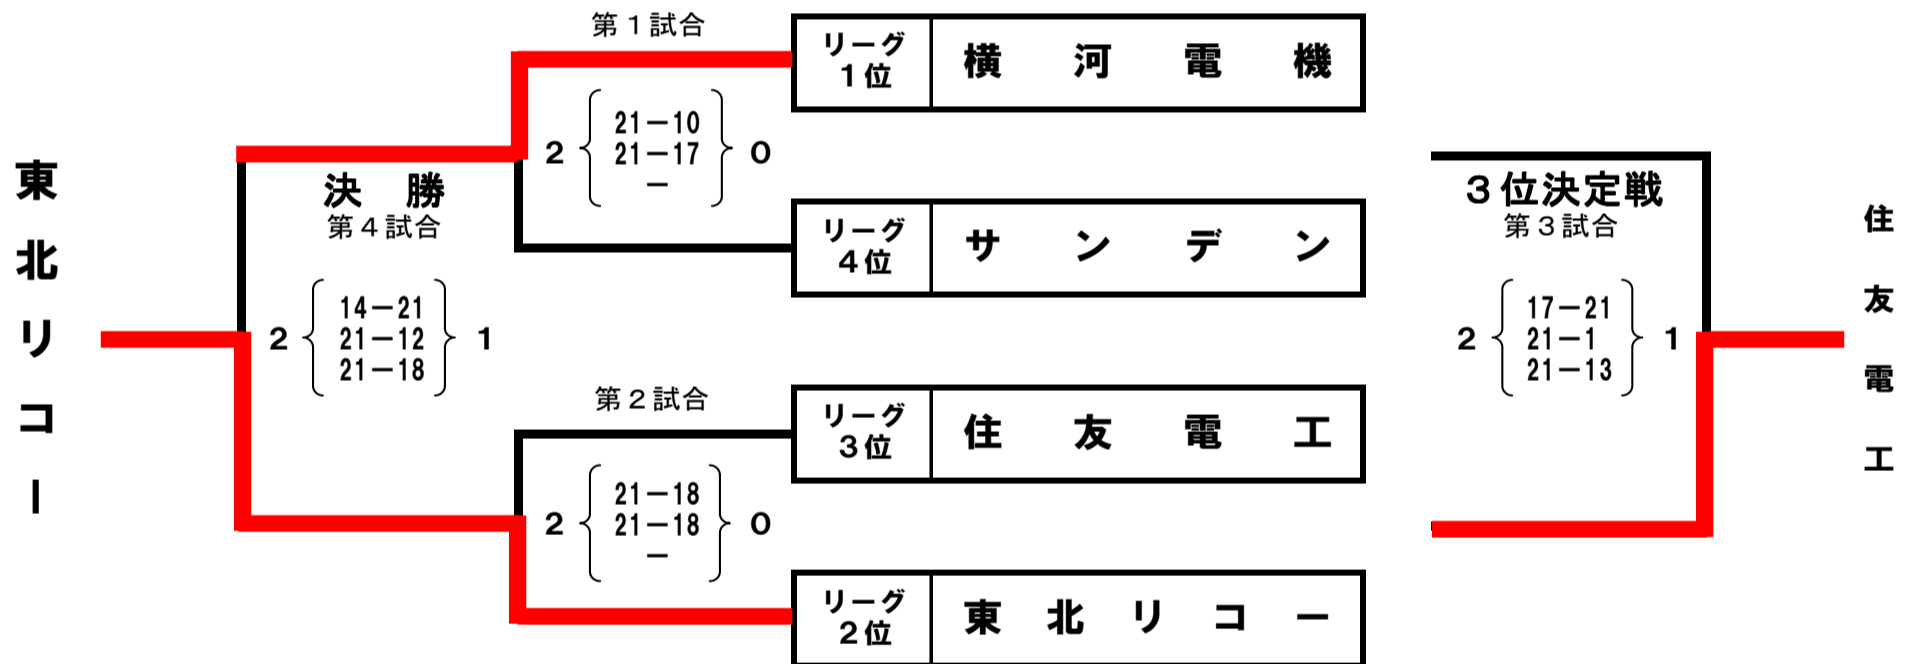 東北リコー
決 勝
第４試合
2 { 14－21 } 1
21－12
21－18
第１試合
2 { 21－10 } 0
21－17
－
リーグ
１位
横河電機
リーグ
４位
サンデン
第２試合
2 { 21－18 } 0
21－18
－
リーグ
３位
住友電工
リーグ
２位
東北リコー
３位決定戦
第３試合
2 { 17－21 } 1
21－1
21－13
住友電工